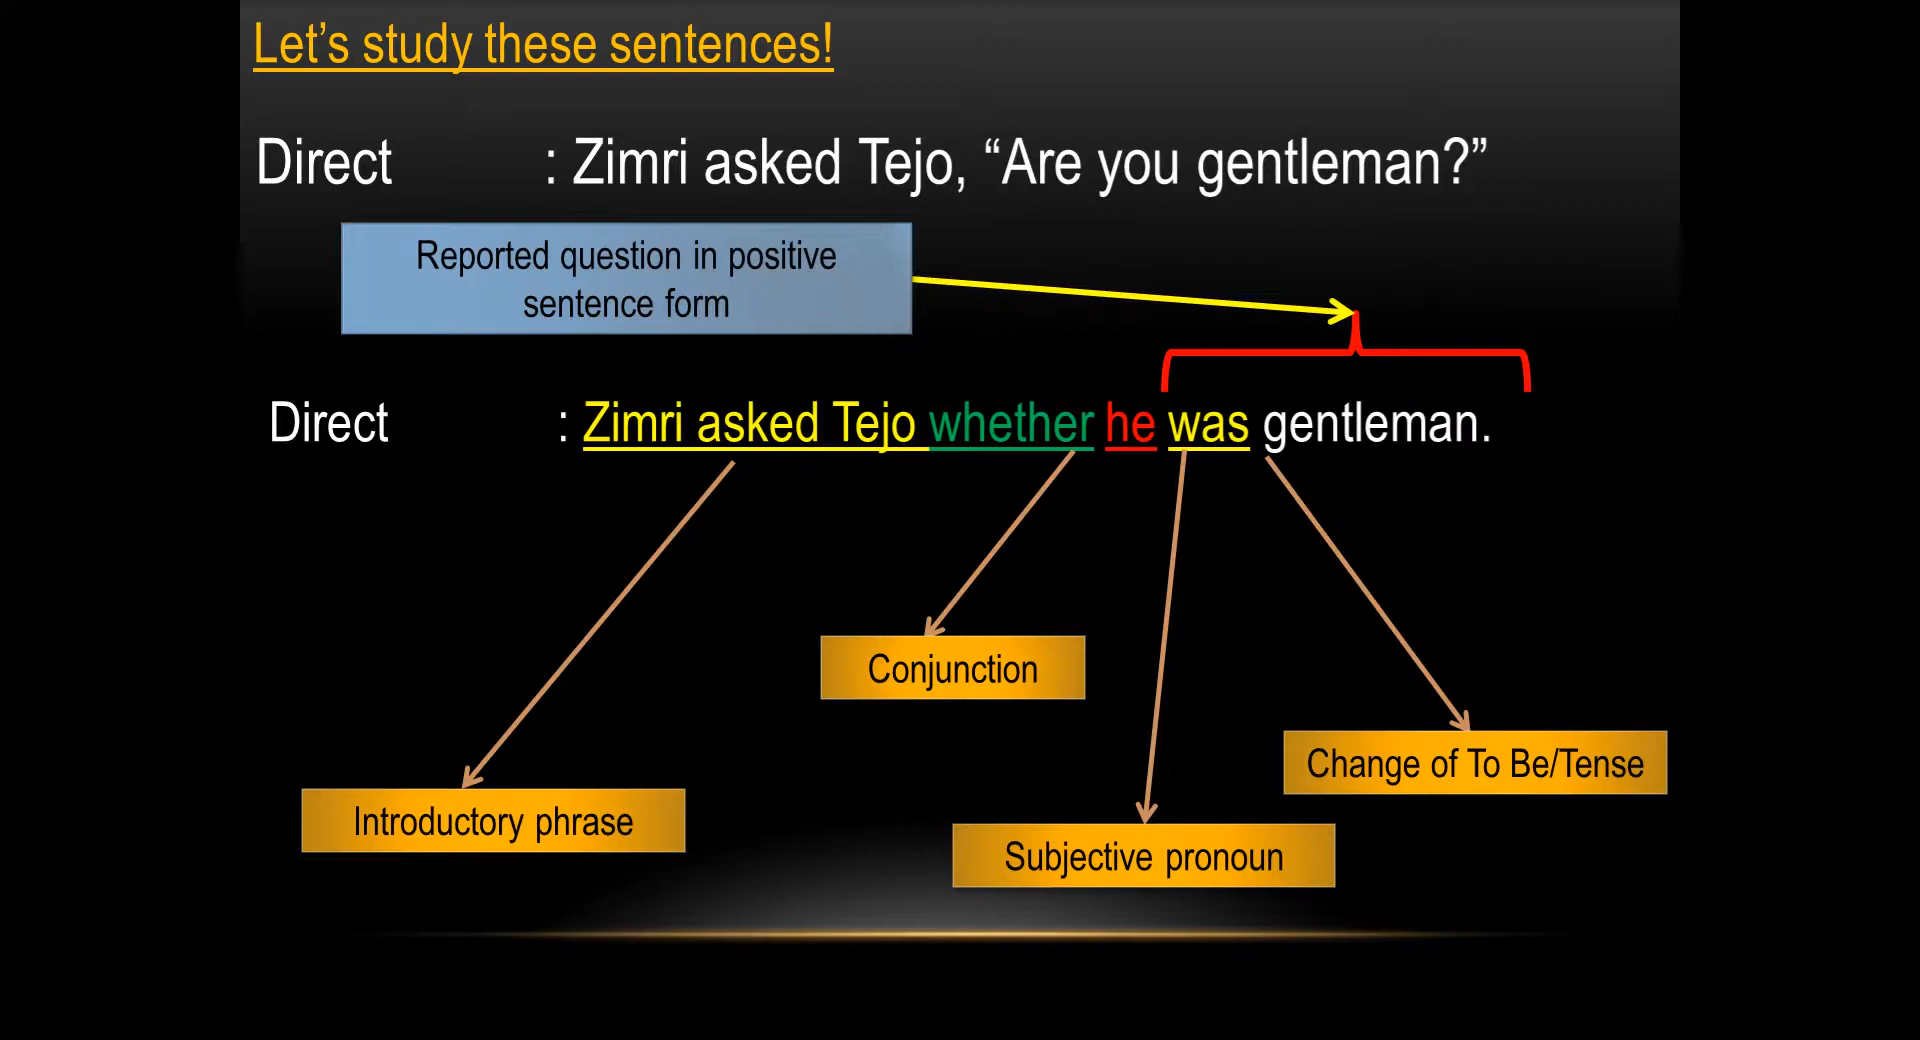 Let’s study these sentences!
Direct : Zimri asked Tejo, “Are you gentleman?”
Reported question in positive
sentence form
Direct : Zimri asked Tejo whether he was gentleman.
Conjunction
Change of To Be/Tense
Introductory phrase
Subjective pronoun